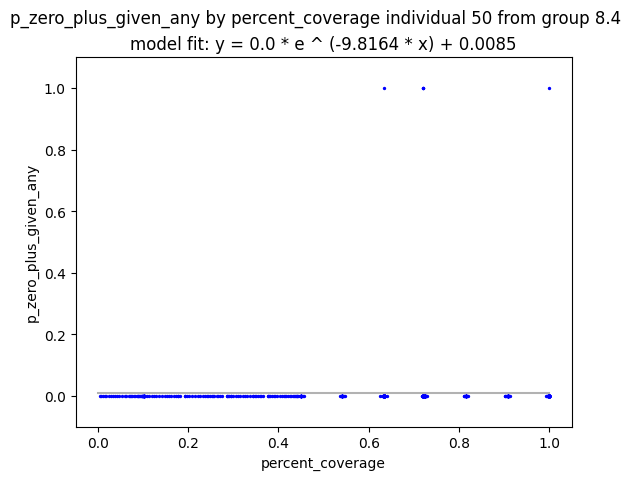 p_zero_plus_given_any by percent_coverage individual 50 from group 8.4
model fit: y = 0.0 * e ^ (-9.8164 * x) + 0.0085
p_zero_plus_given_any
1.0
0.8
0.6
0.4
0.2
0.0
0.0 0.2 0.4 0.6 0.8 1.0
percent_coverage